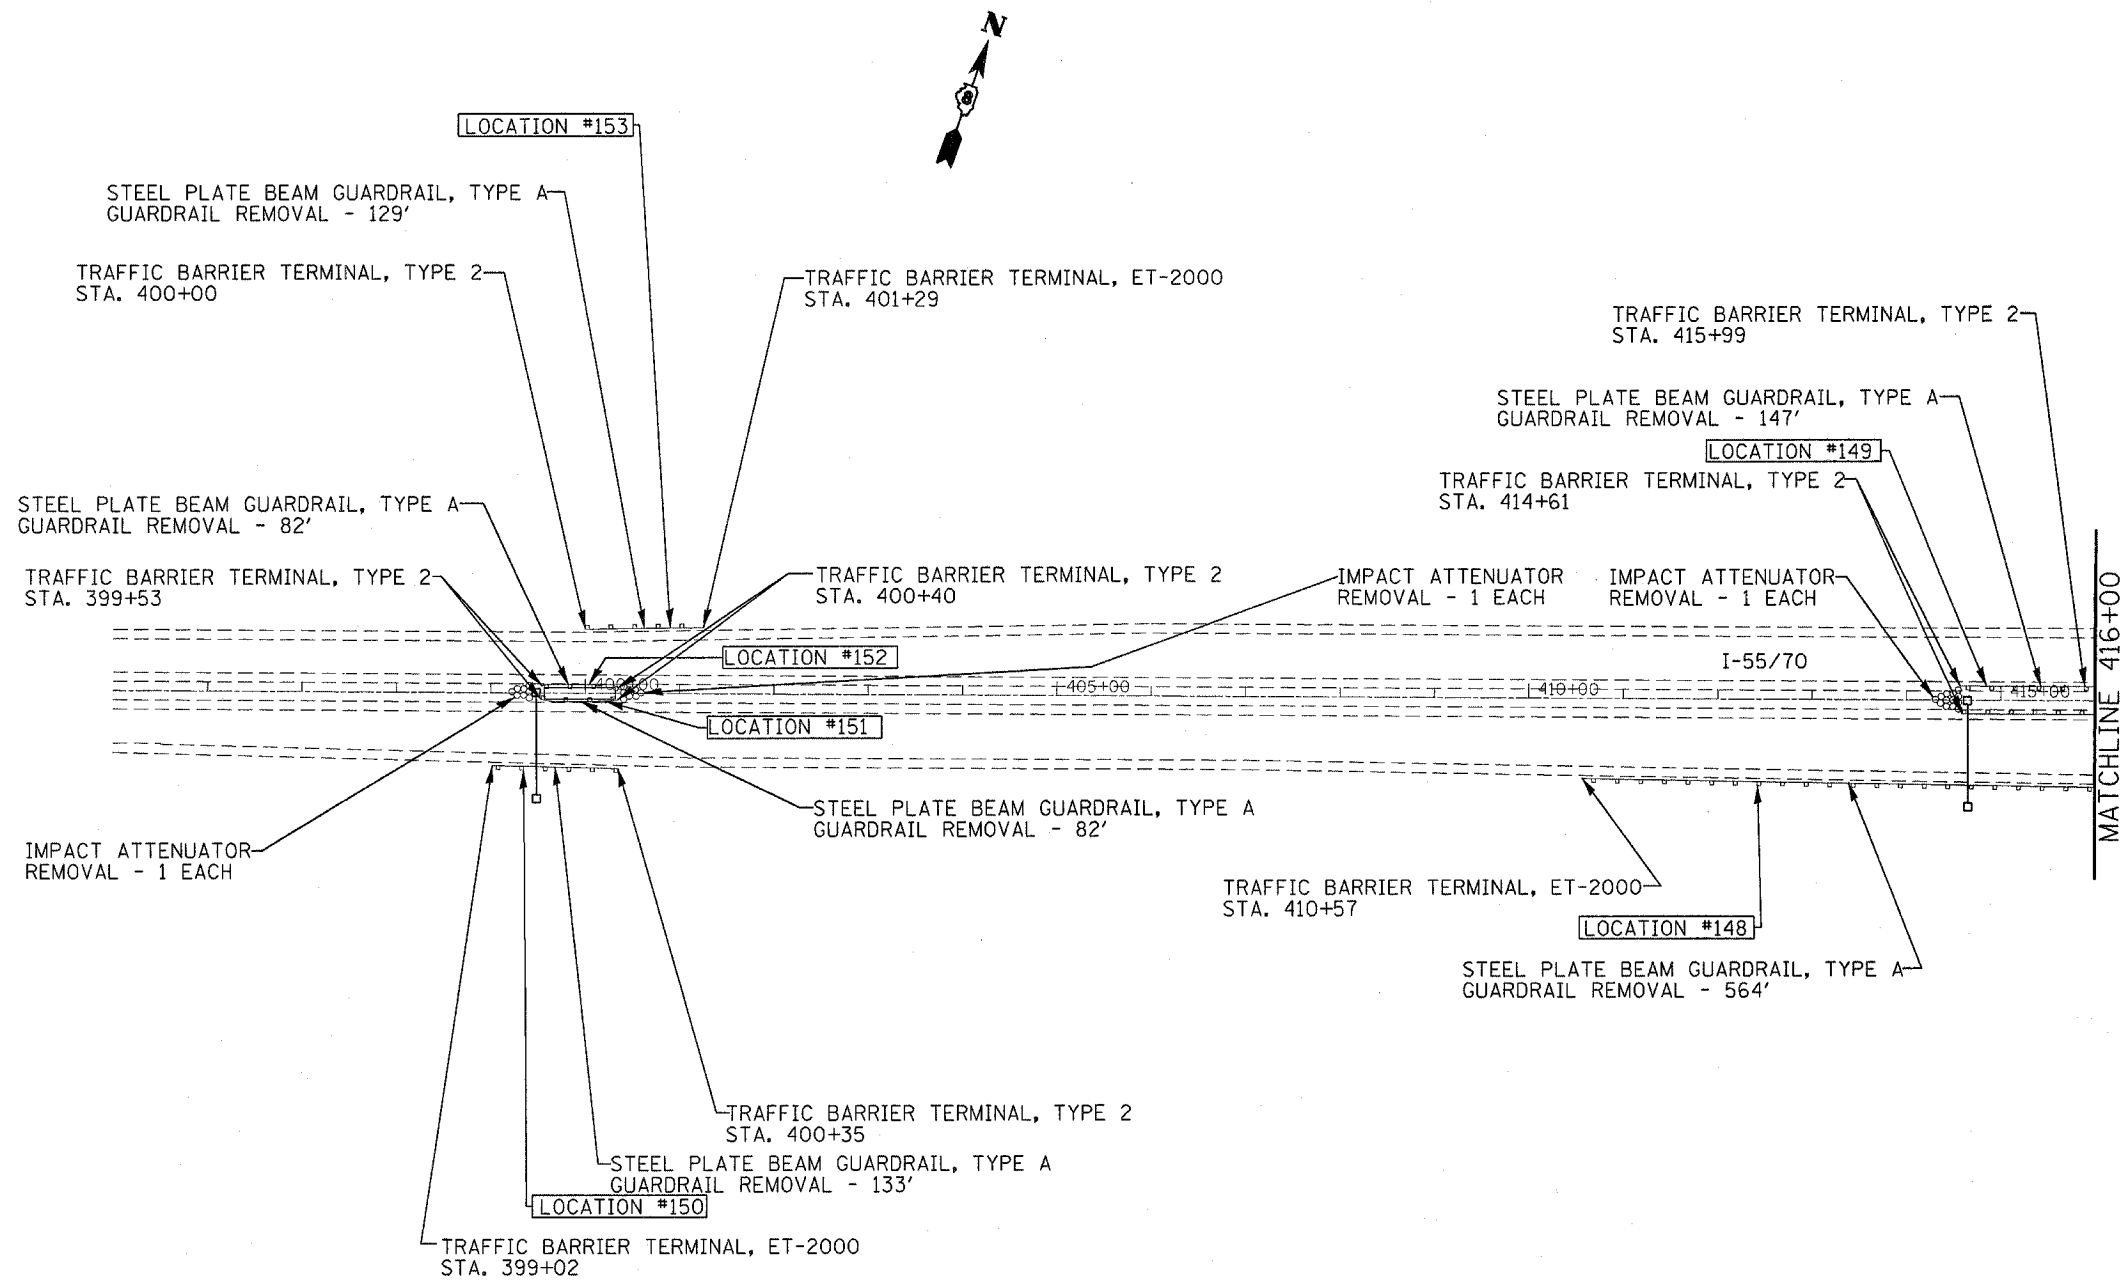 N
8
LOCATION #153
STEEL PLATE BEAM GUARDRAIL, TYPE A
GUARDRAIL REMOVAL - 129'
TRAFFIC BARRIER TERMINAL, TYPE 2
STA. 400+00
TRAFFIC BARRIER TERMINAL, ET-2000
STA. 401+29
TRAFFIC BARRIER TERMINAL, TYPE 2
STA. 415+99
STEEL PLATE BEAM GUARDRAIL, TYPE A
GUARDRAIL REMOVAL - 147'
LOCATION #149
TRAFFIC BARRIER TERMINAL, TYPE 2
STA. 414+61
STEEL PLATE BEAM GUARDRAIL, TYPE A
GUARDRAIL REMOVAL - 82'
TRAFFIC BARRIER TERMINAL, TYPE 2
STA. 399+53
TRAFFIC BARRIER TERMINAL, TYPE 2
STA. 400+40
IMPACT ATTENUATOR
REMOVAL - 1 EACH
IMPACT ATTENUATOR
REMOVAL - 1 EACH
MATCHLINE 416+00
LOCATION #152
I-55/70
400+00
405+00
410+00
415+00
LOCATION #151
STEEL PLATE BEAM GUARDRAIL, TYPE A
GUARDRAIL REMOVAL - 82'
IMPACT ATTENUATOR
REMOVAL - 1 EACH
TRAFFIC BARRIER TERMINAL, ET-2000
STA. 410+57
LOCATION #148
STEEL PLATE BEAM GUARDRAIL, TYPE A
GUARDRAIL REMOVAL - 564'
TRAFFIC BARRIER TERMINAL, TYPE 2
STA. 400+35
STEEL PLATE BEAM GUARDRAIL, TYPE A
GUARDRAIL REMOVAL - 133'
LOCATION #150
TRAFFIC BARRIER TERMINAL, ET-2000
STA. 399+02